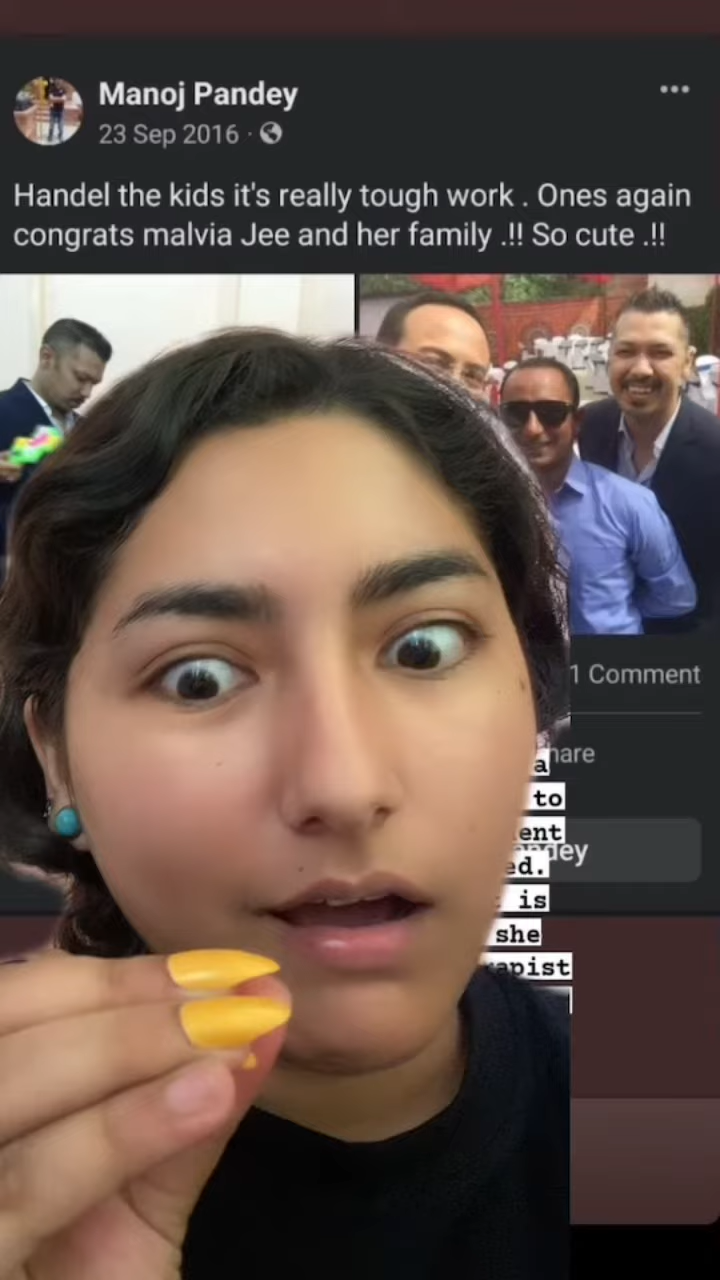 Manoj Pandey
23 Sep 2016 ·
Handel the kids it's really tough work . Ones again
congrats malvia Jee and her family .!! So cute .!!
1 Comment
a
to
is
she